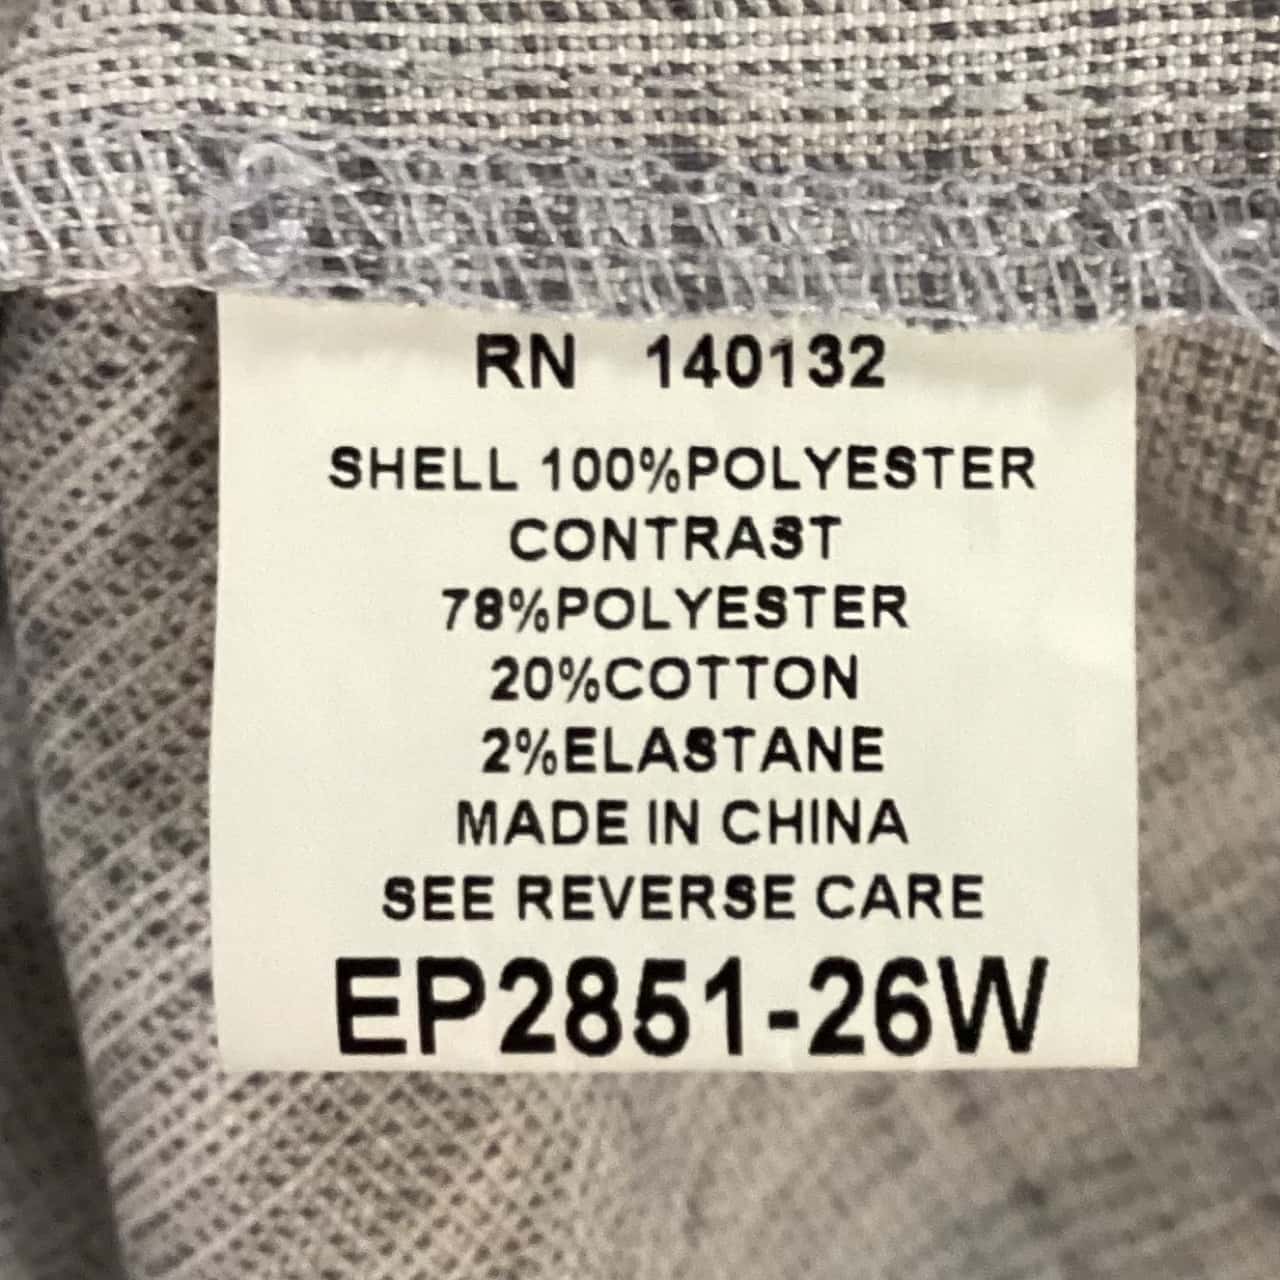 RN 140132
SHELL 100%POLYESTER
CONTRAST
78%POLYESTER
20%COTTON
2%ELASTANE
MADE IN CHINA
SEE REVERSE CARE
EP2851-26W